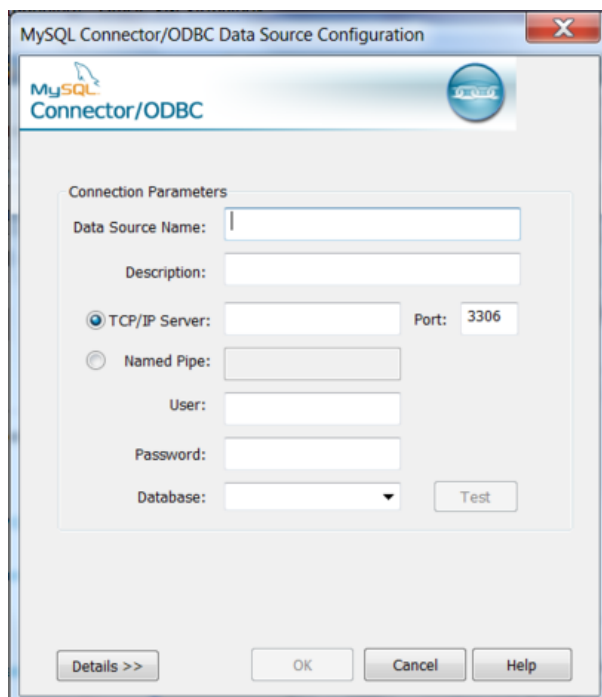 MySQL Connector/ODBC Data Source Configuration
MySQL
Connector/ODBC
Connection Parameters
Data Source Name:
Description:
TCP/IP Server: Port: 3306
Named Pipe:
User:
Password:
Database: Test
Details >> OK Cancel Help